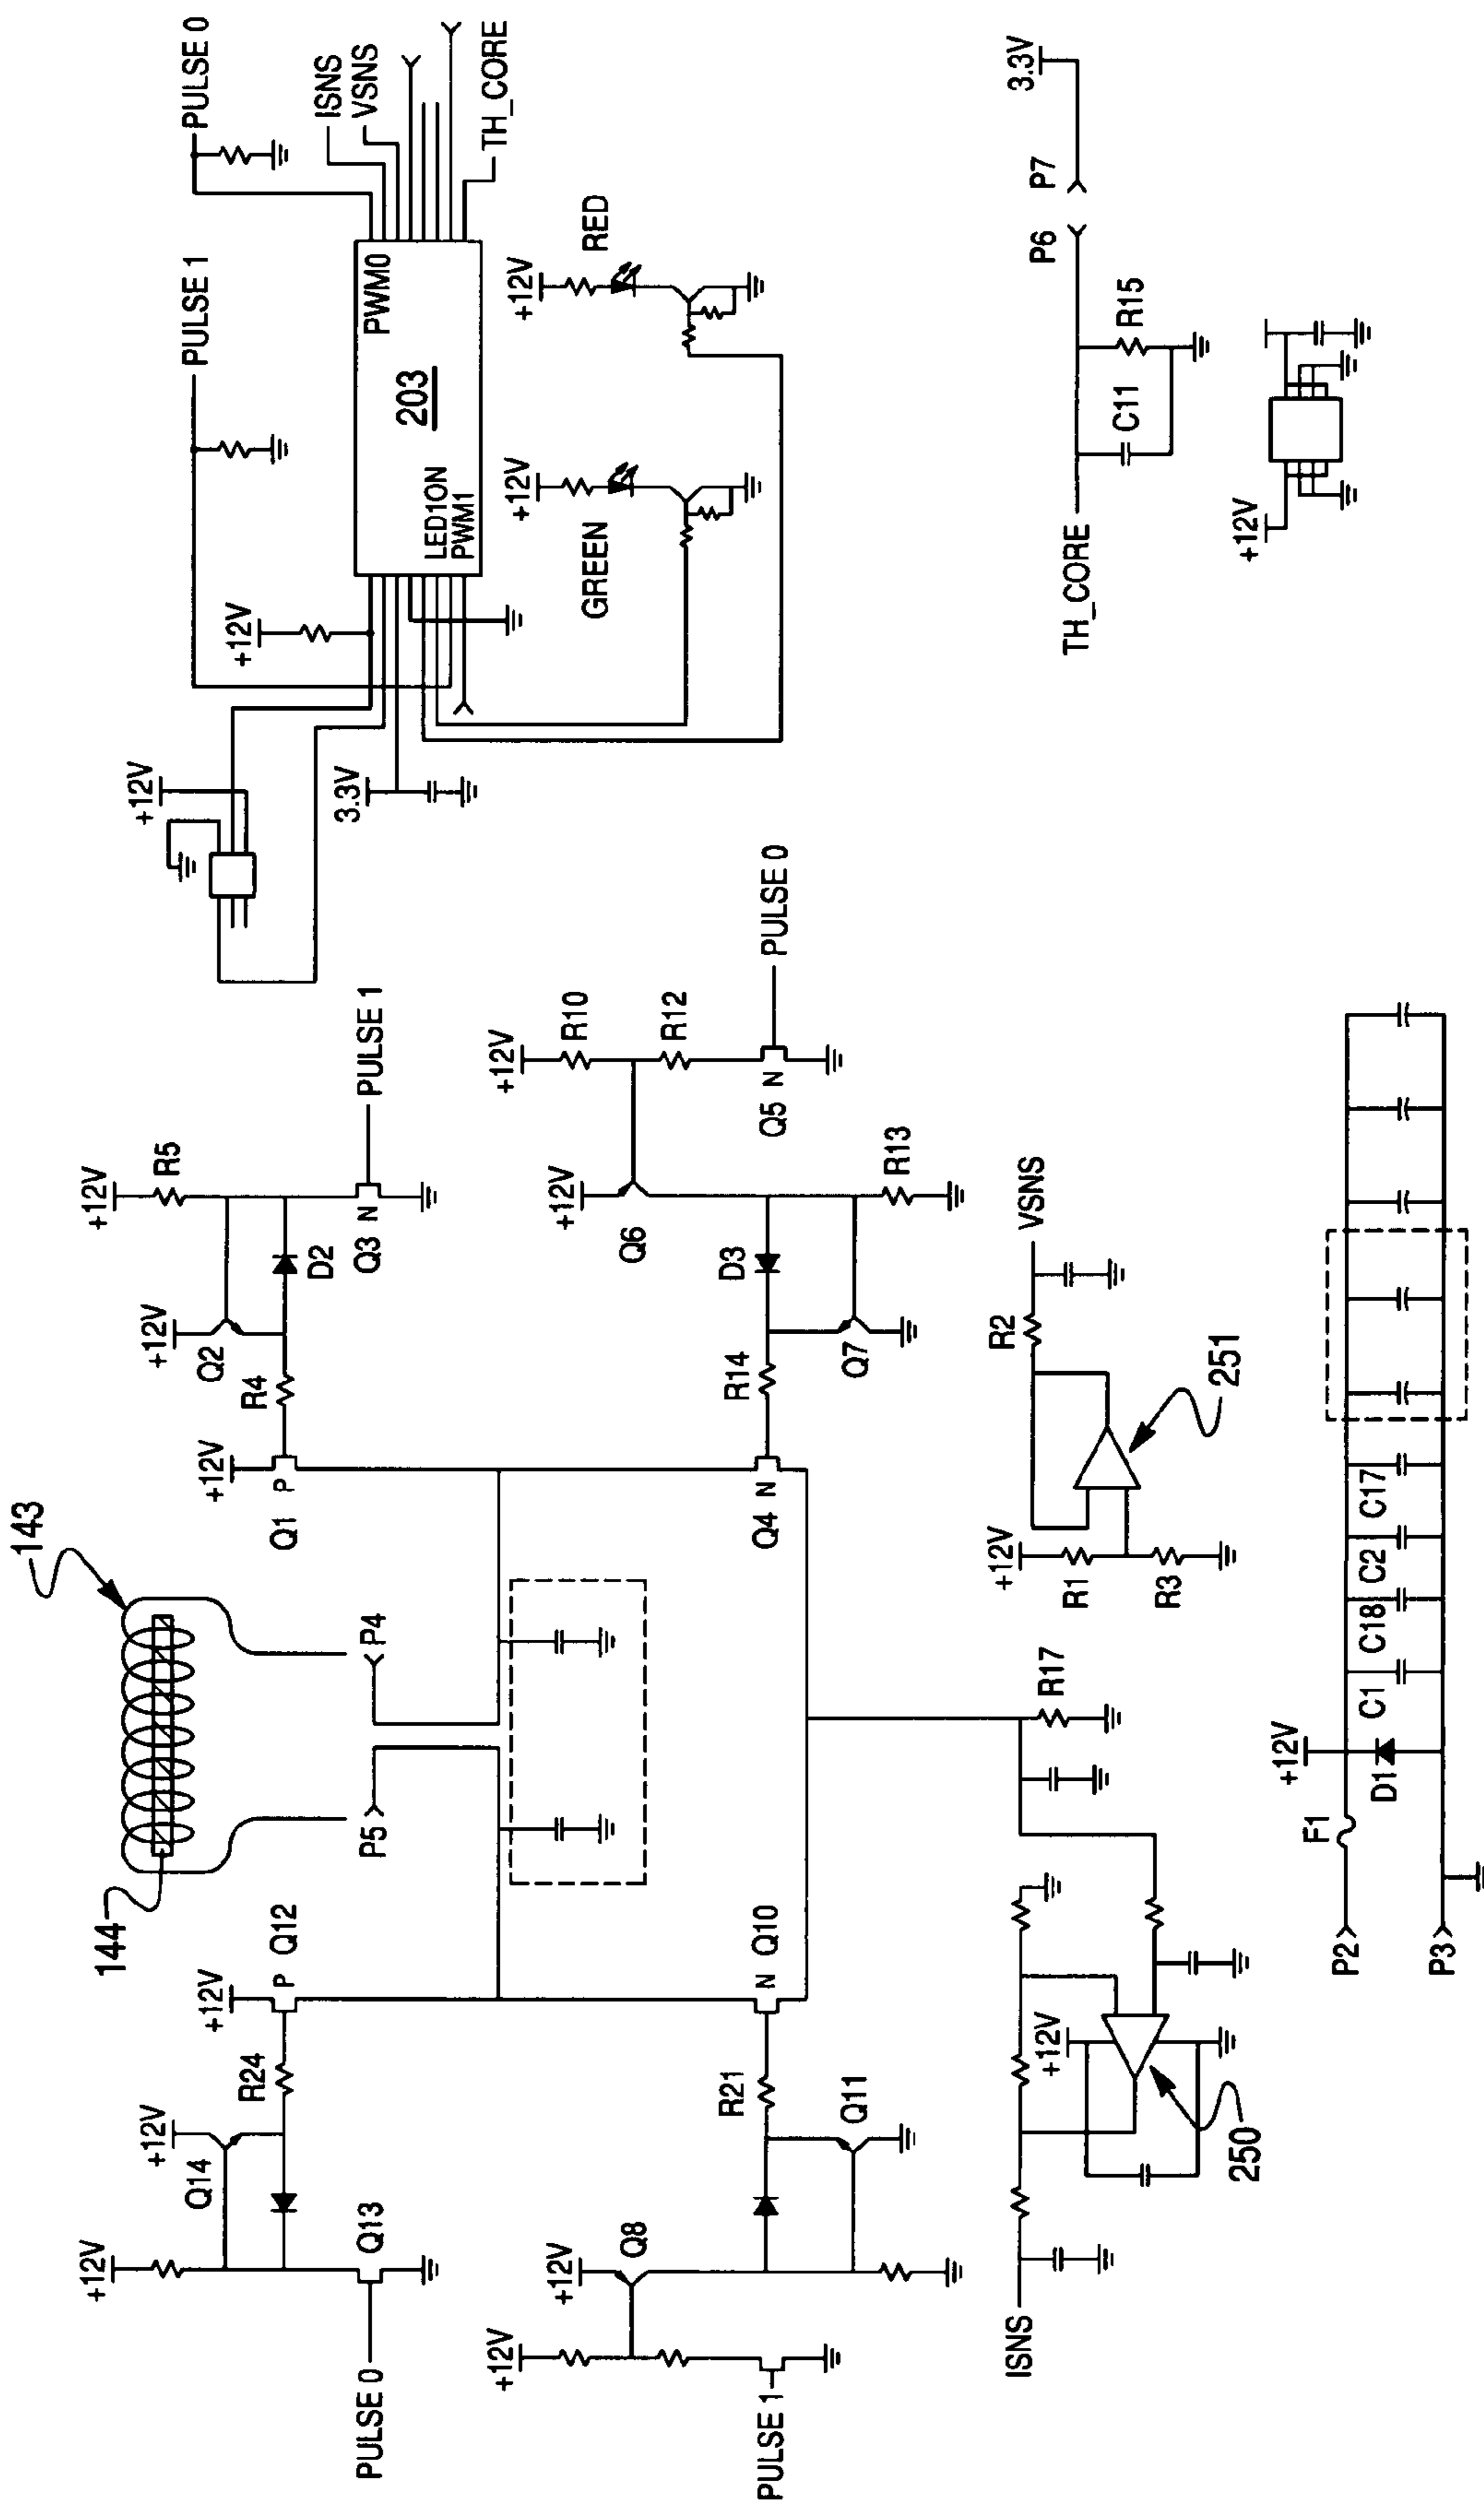 143
144
P5
P4
+12V
Q12
P
R24
+12V
Q14
+12V
Q13
PULSE 0
+12V
Q1
P
R4
+12V
Q2
+12V
R5
D2
Q3
N
PULSE 1
+12V
Q8
+12V
PULSE 1
R21
Q11
N
Q10
Q4
N
R14
D3
Q7
Q6
+12V
R13
+12V
R10
R12
Q5
N
PULSE 0
ISNS
+12V
250
R17
+12V
R1
R3
251
R2
VSNS
P2
P3
F1
+12V
D1
C1
C18
C2
C17
+12V
+12V
3.3V
PULSE 1
PULSE 0
ISNS
VSNS
TH_CORE
PWM0
203
LED1ON
PWM1
+12V
GREEN
+12V
RED
TH_CORE
C11
R15
P6
P7
3.3V
+12V